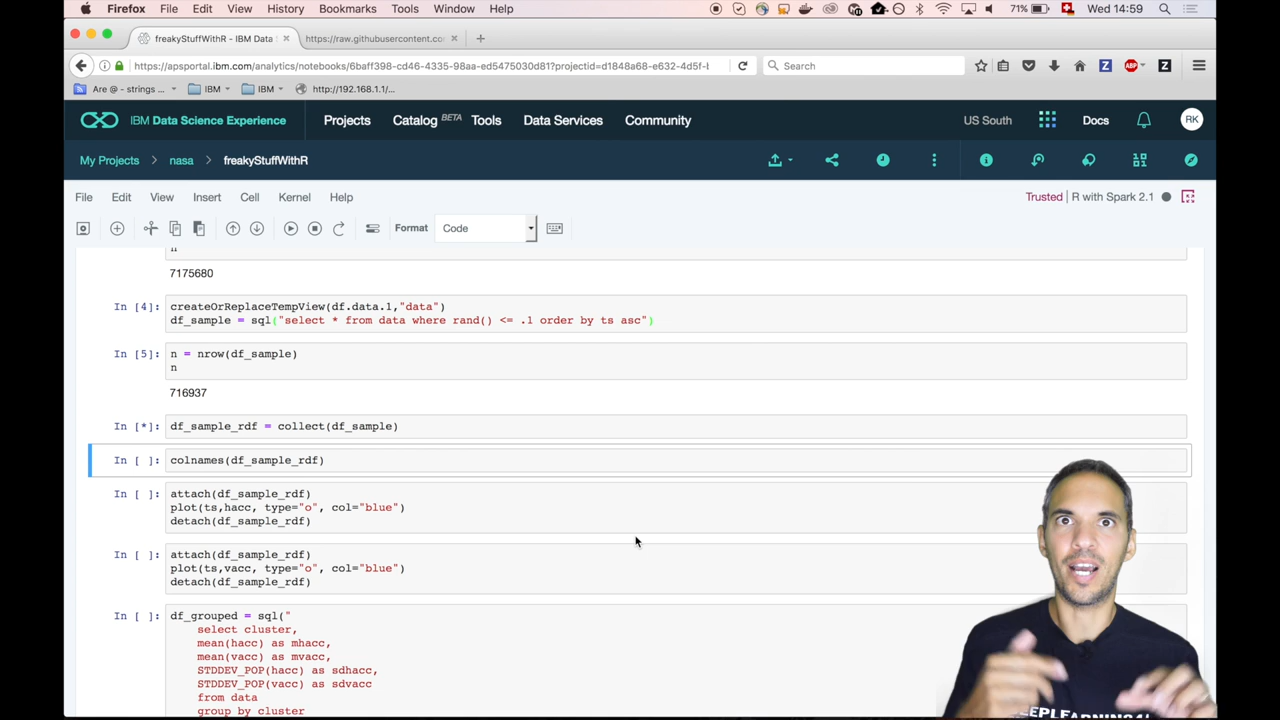 Firefox File Edit View History Bookmarks Tools Window Help 71% Wed 14:59
freakyStuffWithR - IBM Data S × https://raw.githubusercontent.co... × +
https://apsportal.ibm.com/analytics/notebooks/6baff398-cd46-4335-98aa-ed5475030d81?projectid=d1848a68-e632-4d5f-b Search
Are @ - strings ... IBM IBM http://192.168.1.1/...
IBM Data Science Experience Projects Catalog BETA Tools Data Services Community US South Docs RK
My Projects > nasa > freakyStuffWithR
File Edit View Insert Cell Kernel Help Trusted | R with Spark 2.1
Format Code
n
7175680
In [4]: createOrReplaceTempView(df.data.1,"data")
df_sample = sql("select * from data where rand() <= .1 order by ts asc")
In [5]: n = nrow(df_sample)
n
716937
In [*]: df_sample_rdf = collect(df_sample)
In [ ]: colnames(df_sample_rdf)
In [ ]: attach(df_sample_rdf)
plot(ts,hacc, type="o", col="blue")
detach(df_sample_rdf)
In [ ]: attach(df_sample_rdf)
plot(ts,vacc, type="o", col="blue")
detach(df_sample_rdf)
In [ ]: df_grouped = sql("
select cluster,
mean(hacc) as mhacc,
mean(vacc) as mvacc,
STDDEV_POP(hacc) as sdhacc,
STDDEV_POP(vacc) as sdvacc
from data
group by cluster